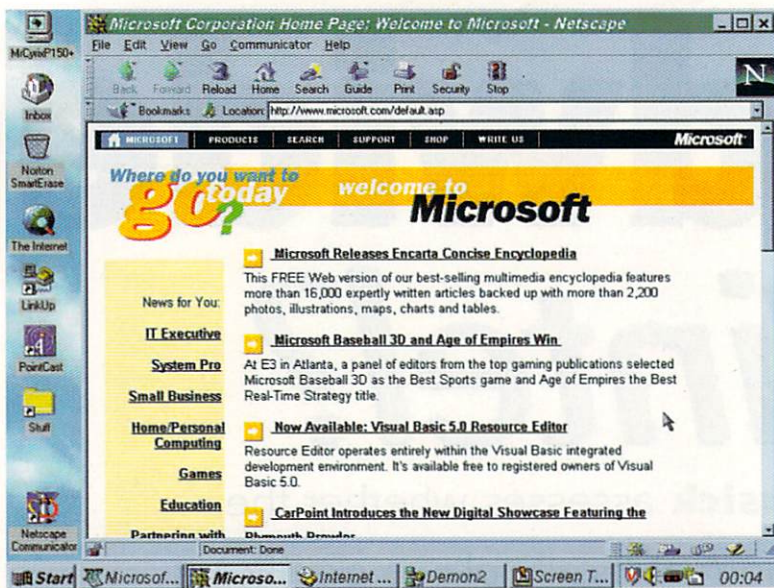 MrCyrixP150+
Inbox
Norton
SmartErase
The Internet
LinkUp
PointCast
Stuff
Netscape
Communicator
Microsoft Corporation Home Page; Welcome to Microsoft - Netscape
File Edit View Go Communicator Help
Back Forward Reload Home Search Guide Print Security Stop
N
Bookmarks Location: http://www.microsoft.com/default.asp
MICROSOFT PRODUCTS SEARCH SUPPORT SHOP WRITE US Microsoft
Where do you want to
go today
?
welcome to
Microsoft
News for You:
IT Executive
System Pro
Small Business
Home/Personal
Computing
Games
Education
Partnering with
Microsoft Releases Encarta Concise Encyclopedia
This FREE Web version of our best-selling multimedia encyclopedia features
more than 16,000 expertly written articles backed up with more than 2,200
photos, illustrations, maps, charts and tables.
Microsoft Baseball 3D and Age of Empires Win
At E3 in Atlanta, a panel of editors from the top gaming publications selected
Microsoft Baseball 3D as the Best Sports game and Age of Empires the Best
Real-Time Strategy title.
Now Available: Visual Basic 5.0 Resource Editor
Resource Editor operates entirely within the Visual Basic integrated
development environment. It's available free to registered owners of Visual
Basic 5.0.
CarPoint Introduces the New Digital Showcase Featuring the
Plymouth Prowler
Document: Done
Start Microsof... Microso... Internet ... Demon2 Screen T... 00:04